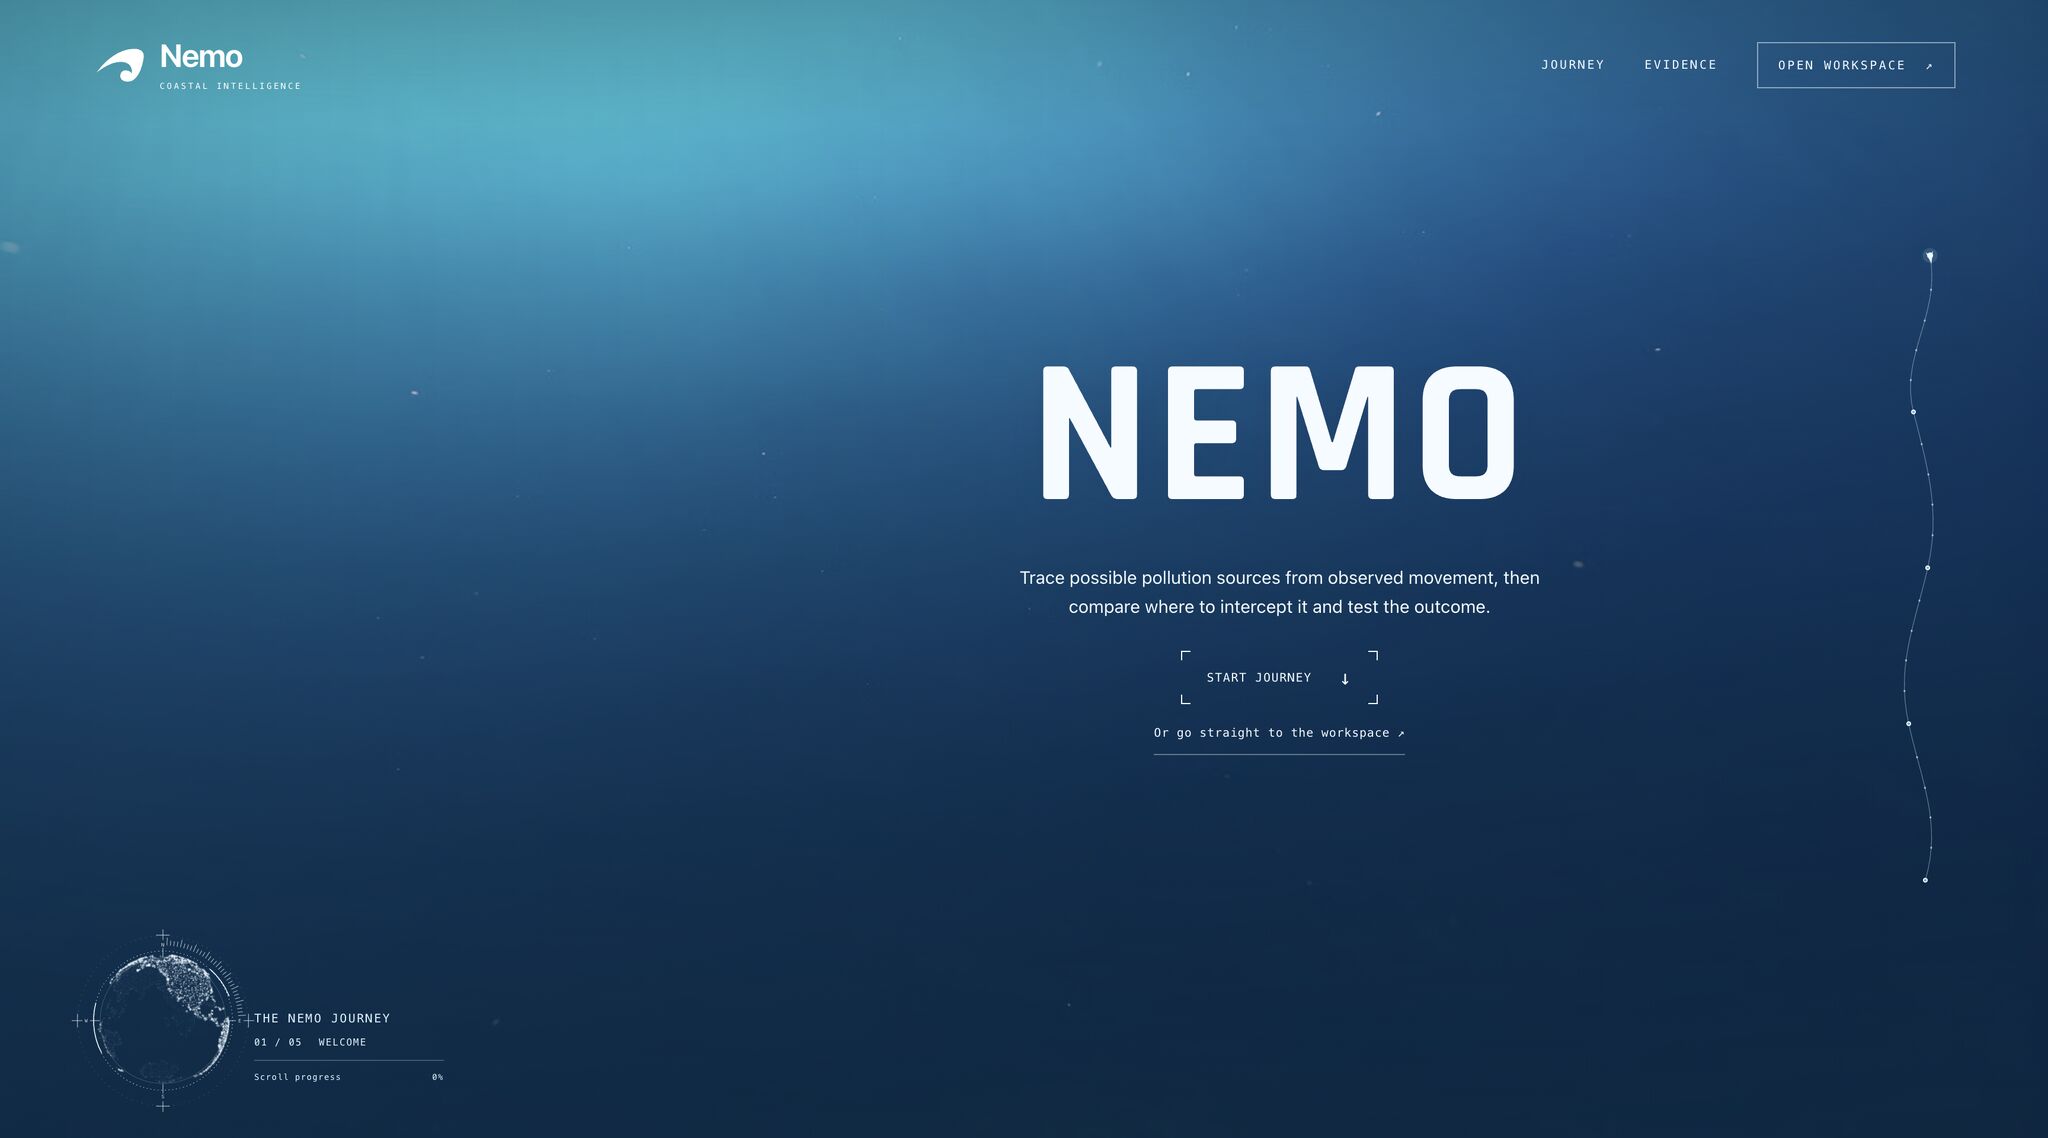 Nemo
COASTAL INTELLIGENCE
JOURNEY
EVIDENCE
OPEN WORKSPACE ↗
NEMO
Trace possible pollution sources from observed movement, then
compare where to intercept it and test the outcome.
START JOURNEY ↓
Or go straight to the workspace ↗
N
W
E
S
THE NEMO JOURNEY
01 / 05 WELCOME
Scroll progress 0%